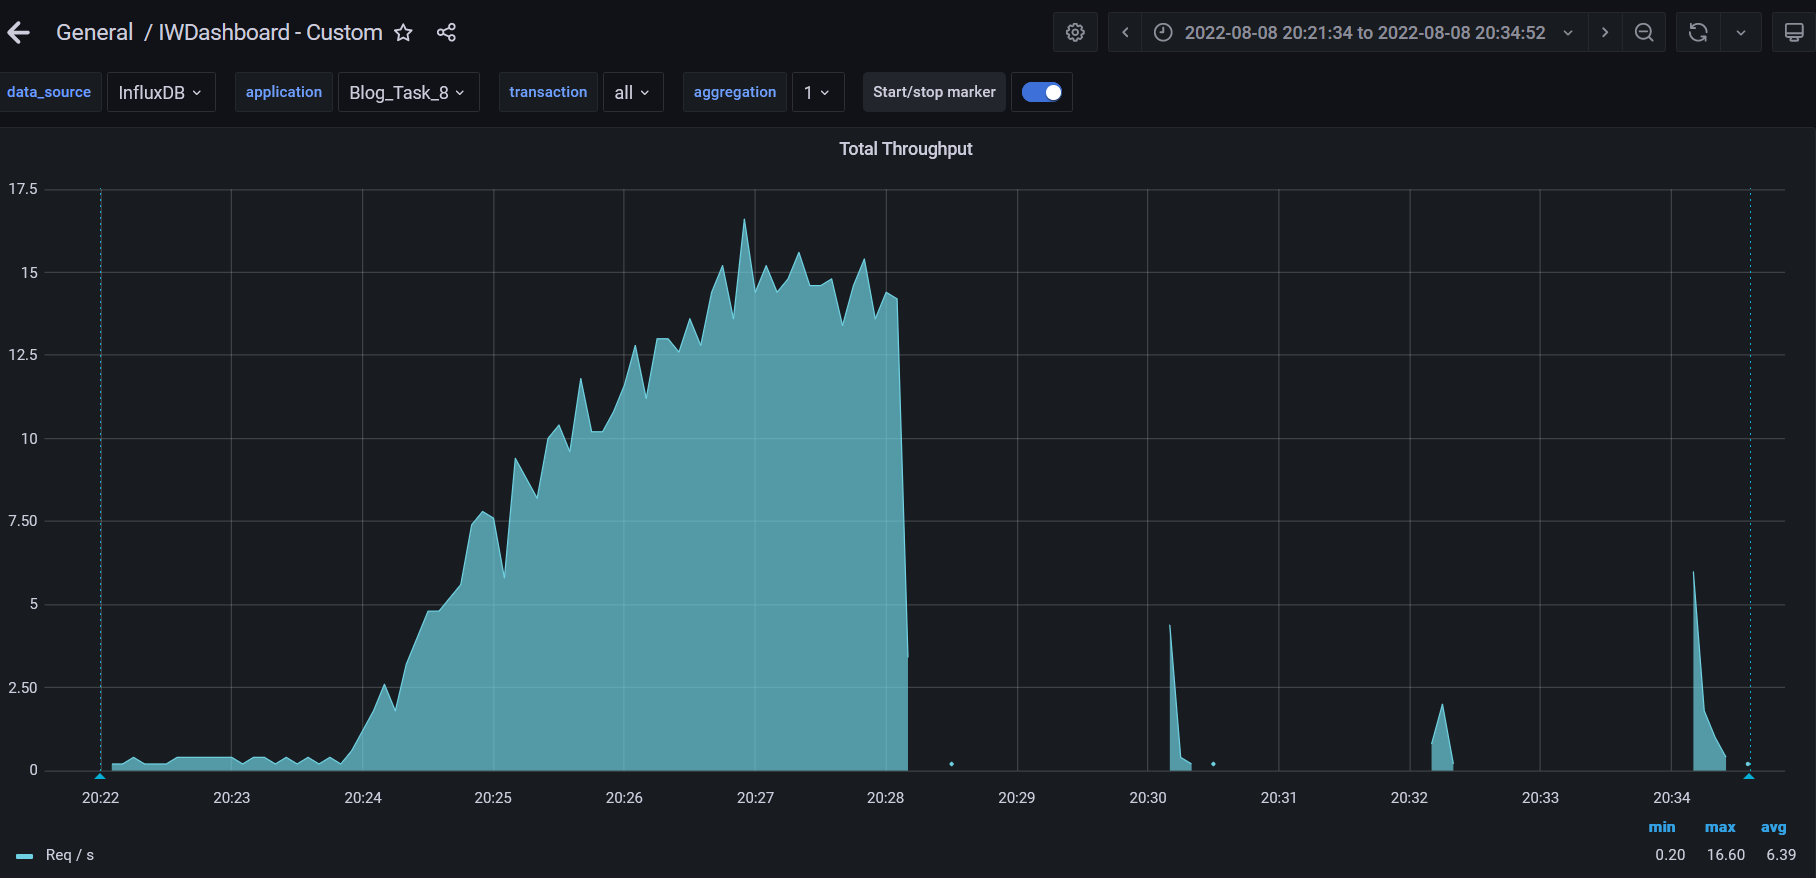 General / IWDashboard - Custom
2022-08-08 20:21:34 to 2022-08-08 20:34:52
data_source InfluxDB application Blog_Task_8 transaction all aggregation 1 Start/stop marker
Total Throughput
17.5
15
12.5
10
7.50
5
2.50
0
20:22 20:23 20:24 20:25 20:26 20:27 20:28 20:29 20:30 20:31 20:32 20:33 20:34
min max avg
Req / s 0.20 16.60 6.39